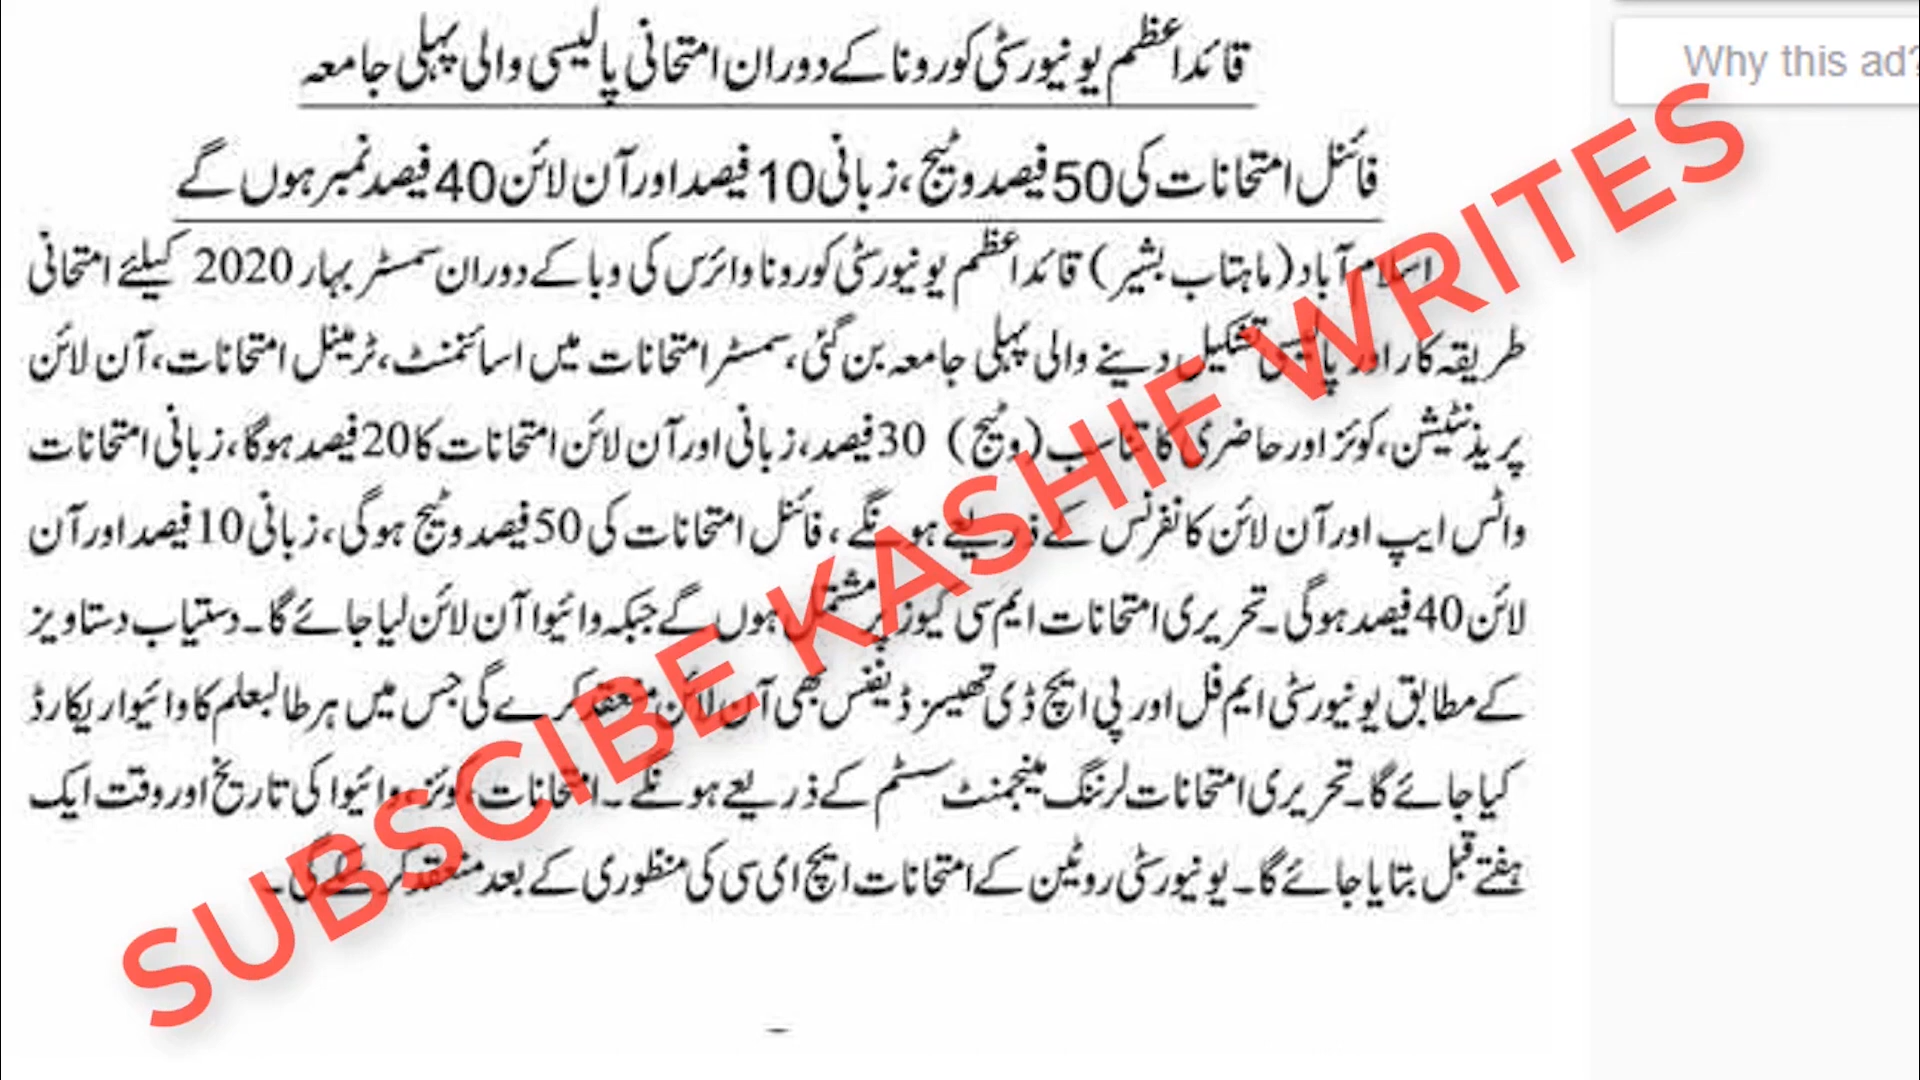 قائداعظم یونیورسٹی کورونا کے دوران امتحانی پالیسی والی پہلی جامعہ
فائنل امتحانات کی 50 فیصد ویٹیج، زبانی 10 فیصد اور آن لائن 40 فیصد نمبر ہوں گے
اسلام آباد (ماہتاب بشیر) قائداعظم یونیورسٹی کورونا وائرس کی وبا کے دوران سمسٹر بہار 2020 کیلئے امتحانی
طریقہ کار اور پالیسی تشکیل دینے والی پہلی جامعہ بن گئی، سمسٹر امتحانات میں اسائنمنٹ، ٹرمینل امتحانات، آن لائن
پریذنٹیشن، کوئز اور حاضری کا تناسب (ویٹیج) 30 فیصد، زبانی اور آن لائن امتحانات کا 20 فیصد ہوگا، زبانی امتحانات
واٹس ایپ اور آن لائن کانفرنس کے ذریعے ہونگے، فائنل امتحانات کی 50 فیصد ویٹیج ہوگی، زبانی 10 فیصد اور آن
لائن 40 فیصد ہوگی۔ تحریری امتحانات ایم سی کیوز پر مشتمل ہوں گے جبکہ وائیوا آن لائن لیا جائے گا۔ دستیاب دستاویز
کے مطابق یونیورسٹی ایم فل اور پی ایچ ڈی تھیسز ڈیفنس بھی آن لائن منعقد کرے گی جس میں ہر طالبعلم کا وائیوا ریکارڈ
کیا جائے گا۔ تحریری امتحانات لرننگ مینجمنٹ سسٹم کے ذریعے ہونگے۔ امتحانات، کوئز، وائیوا کی تاریخ اور وقت ایک
ہفتے قبل بتایا جائے گا۔ یونیورسٹی روٹین کے امتحانات ایچ ای سی کی منظوری کے بعد منعقد کرے گی۔
SUBSCIBE KASHIF WRITES
Why this ad?